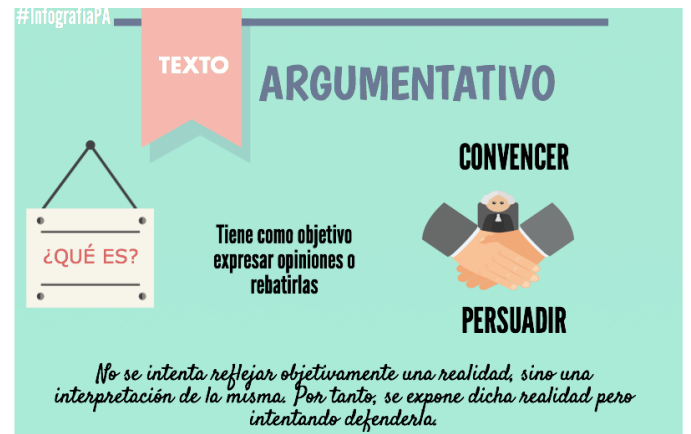 #InfografiaPA
TEXTO
ARGUMENTATIVO
CONVENCER
¿QUÉ ES?
Tiene como objetivo
expresar opiniones o
rebatirlas
PERSUADIR
No se intenta reflejar objetivamente una realidad, sino una
interpretación de la misma. Por tanto, se expone dicha realidad pero
intentando defenderla.